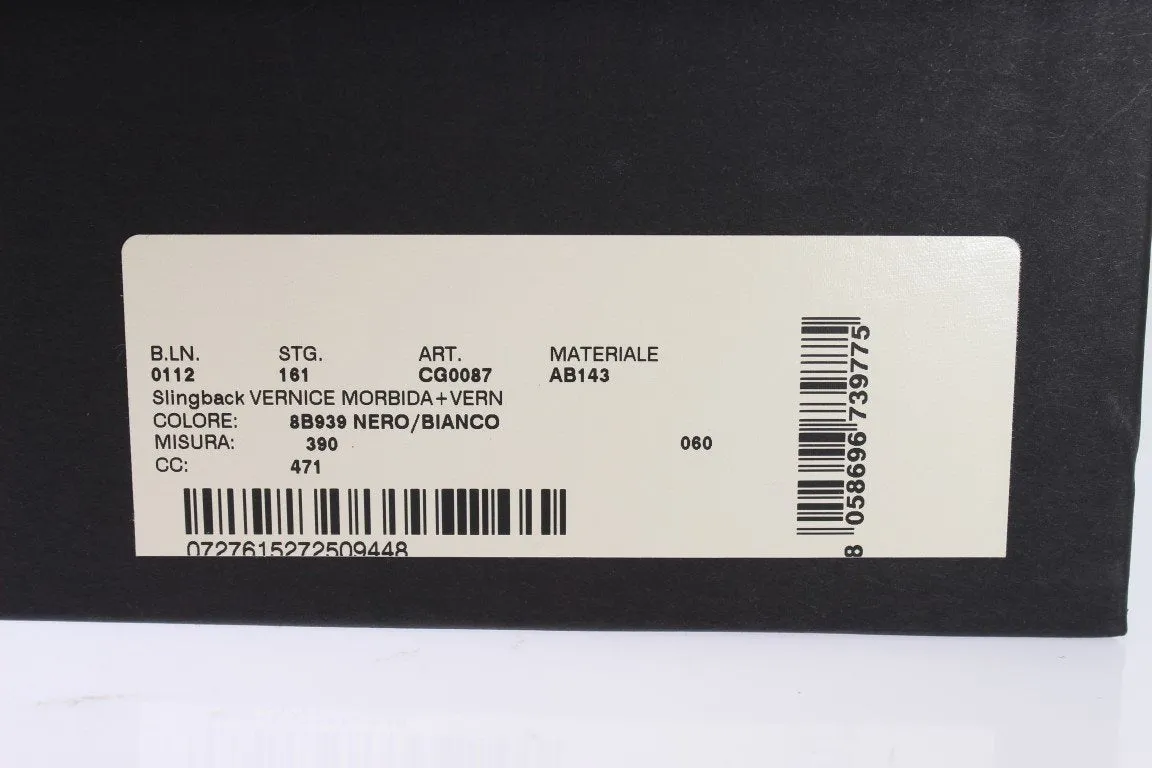 B.LN. STG. ART. MATERIALE
0112 161 CG0087 AB143
Slingback VERNICE MORBIDA+VERN
COLORE: 8B939 NERO/BIANCO
MISURA: 390 060
CC: 471
0727615272509448
8 058696 739775